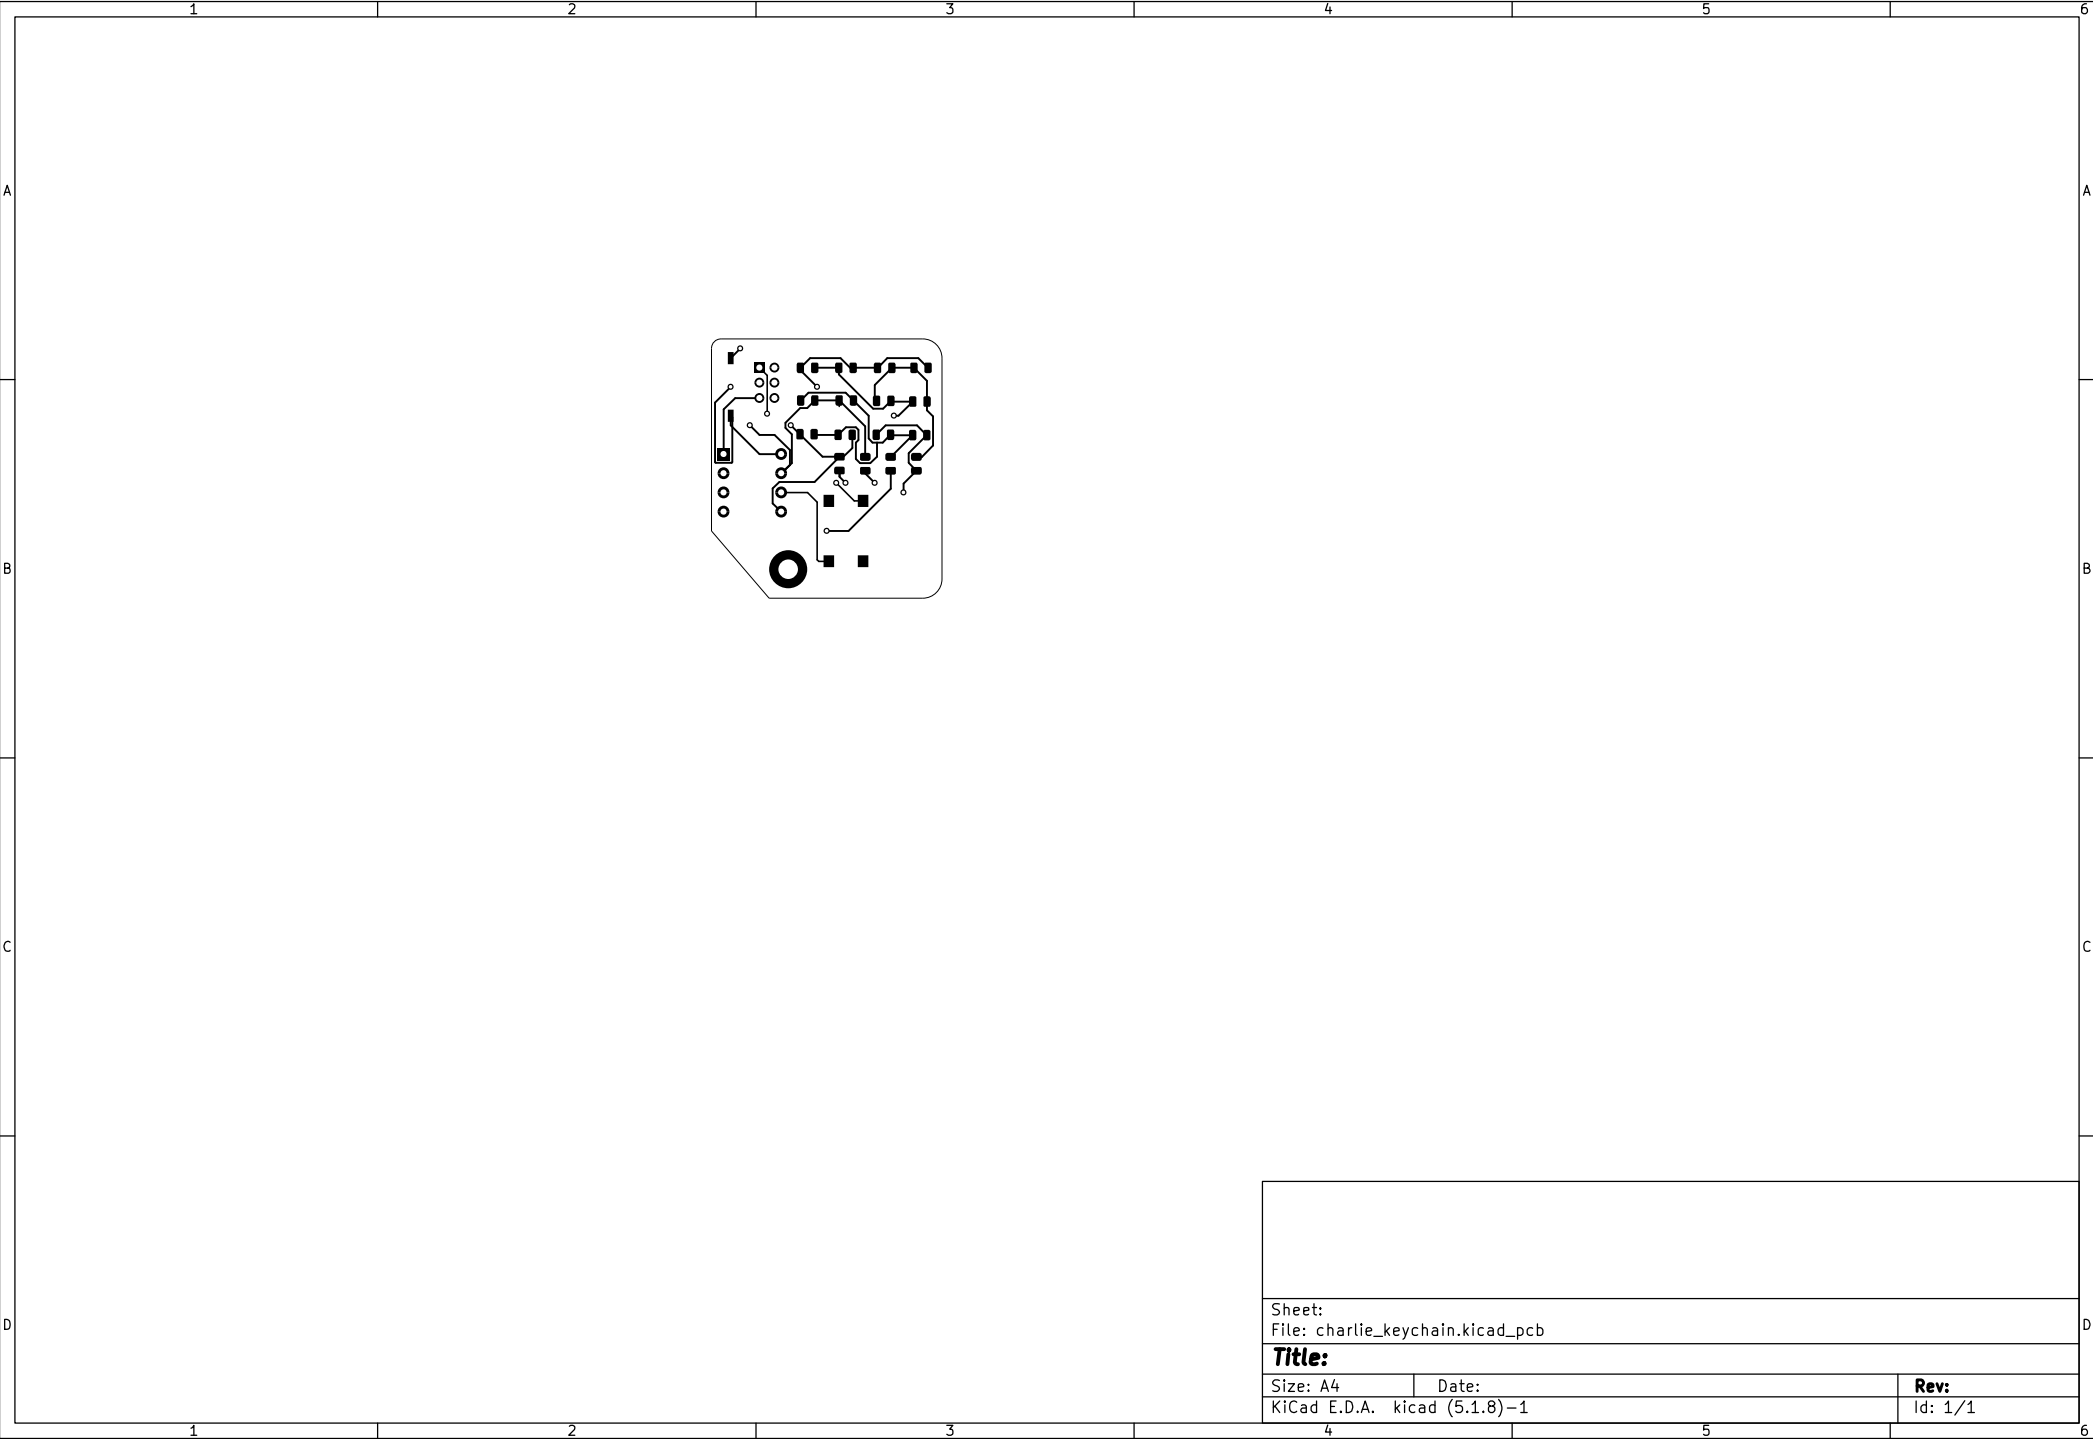 1 2 3 4 5 6
A A
B B
C C
Sheet:
File: charlie_keychain.kicad_pcb
D D
Title:
Size: A4 Date: Rev:
KiCad E.D.A. kicad (5.1.8)-1 Id: 1/1
1 2 3 4 5 6